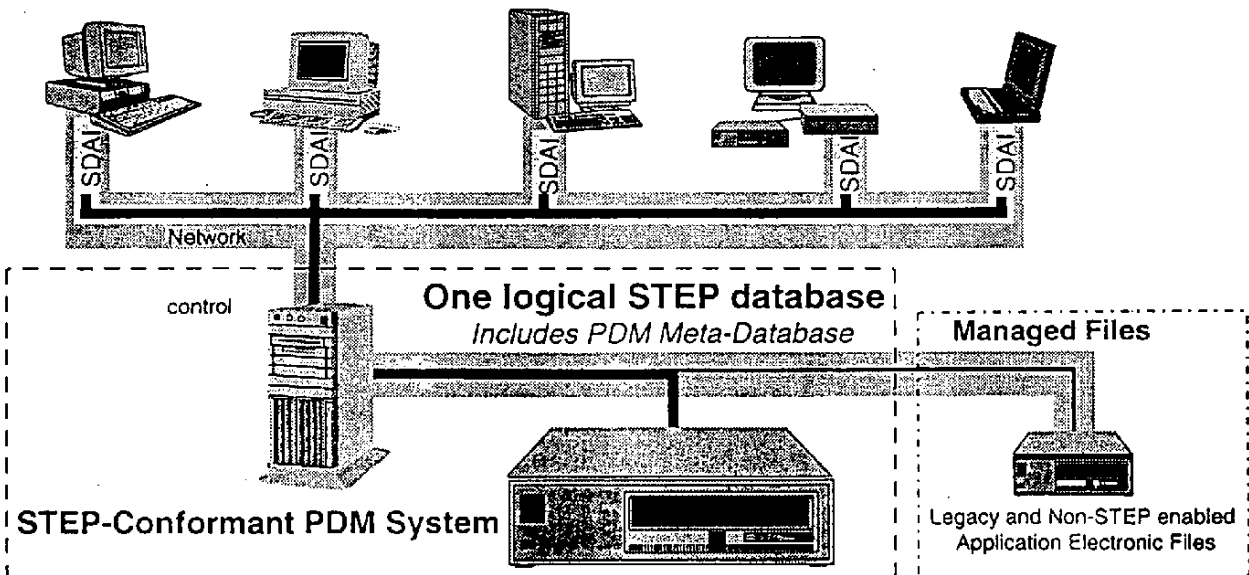 SDAI
SDAI
SDAI
SDAI
SDAI
Network
control
One logical STEP database
Includes PDM Meta-Database
Managed Files
STEP-Conformant PDM System
Legacy and Non-STEP enabled
Application Electronic Files